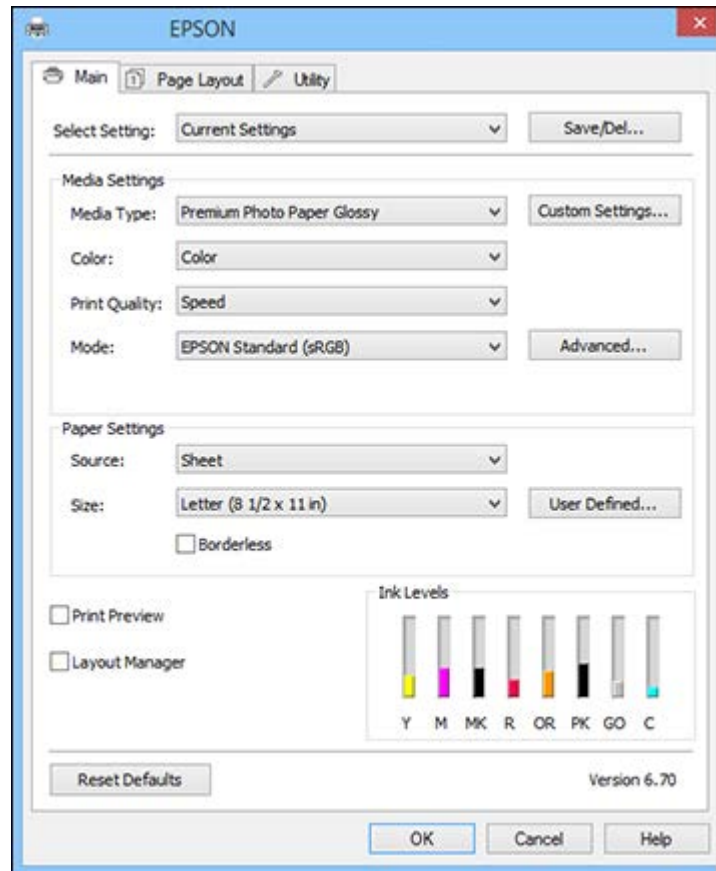 EPSON
Main Page Layout Utility
Select Setting: Current Settings Save/Del...
Media Settings
Media Type: Premium Photo Paper Glossy Custom Settings...
Color: Color
Print Quality: Speed
Mode: EPSON Standard (sRGB) Advanced...
Paper Settings
Source: Sheet
Size: Letter (8 1/2 x 11 in) User Defined...
Borderless
Print Preview
Layout Manager
Ink Levels
Y M MK R OR PK GO C
Reset Defaults Version 6.70
OK Cancel Help